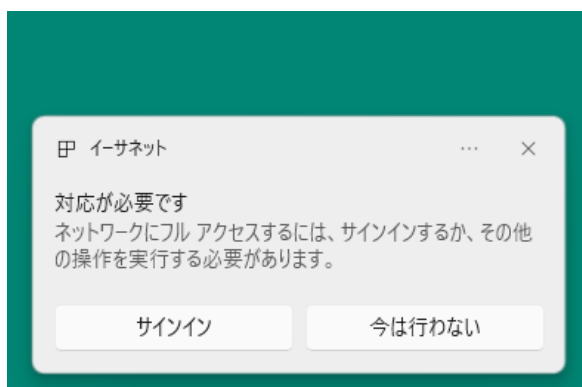 イーサネット
対応が必要です
ネットワークにフル アクセスするには、サインインするか、その他
の操作を実行する必要があります。
サインイン
今は行わない